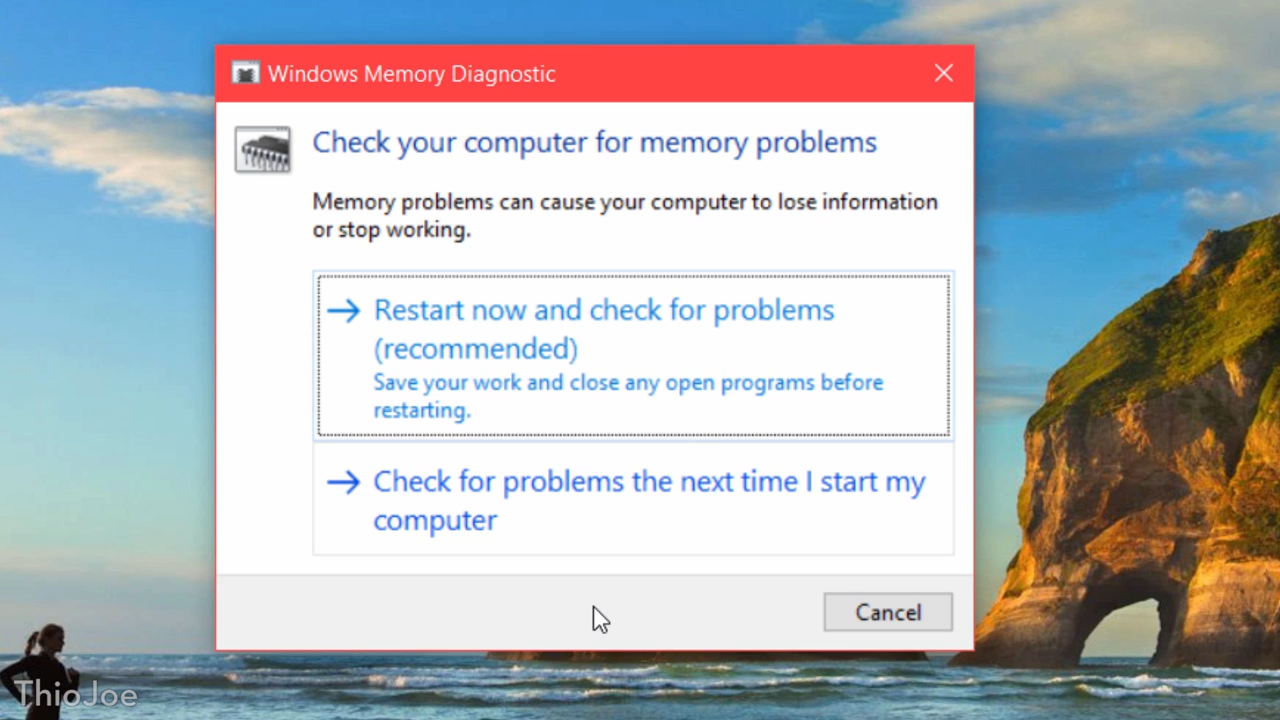 Windows Memory Diagnostic
Check your computer for memory problems
Memory problems can cause your computer to lose information
or stop working.
Restart now and check for problems
(recommended)
Save your work and close any open programs before
restarting.
Check for problems the next time I start my
computer
Cancel
ThioJoe